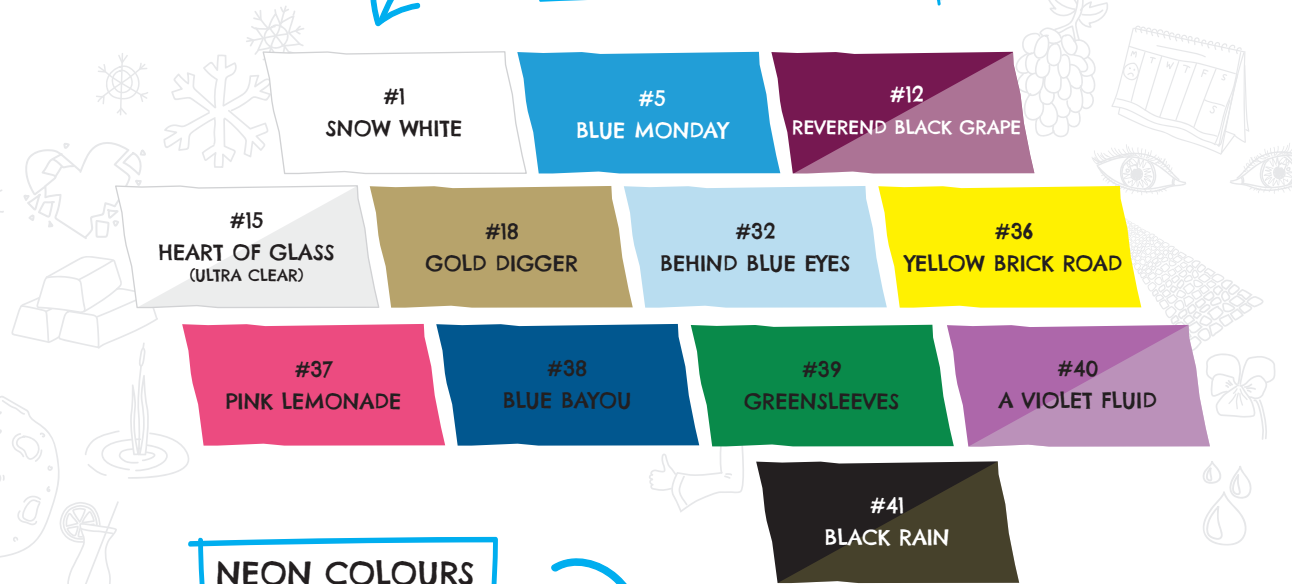 #1
SNOW WHITE
#5
BLUE MONDAY
#12
REVEREND BLACK GRAPE
#15
HEART OF GLASS
(ULTRA CLEAR)
#18
GOLD DIGGER
#32
BEHIND BLUE EYES
#36
YELLOW BRICK ROAD
#37
PINK LEMONADE
#38
BLUE BAYOU
#39
GREENSLEEVES
#40
A VIOLET FLUID
#41
BLACK RAIN
NEON COLOURS
M T W T F S
S